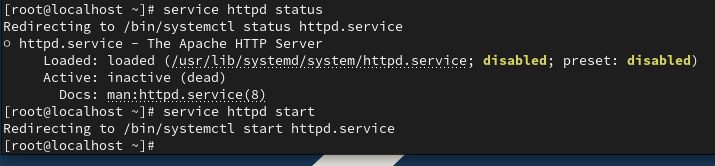 [root@localhost ~]# service httpd status
Redirecting to /bin/systemctl status httpd.service
○ httpd.service - The Apache HTTP Server
     Loaded: loaded (/usr/lib/systemd/system/httpd.service; disabled; preset: disabled)
     Active: inactive (dead)
       Docs: man:httpd.service(8)
[root@localhost ~]# service httpd start
Redirecting to /bin/systemctl start httpd.service
[root@localhost ~]#